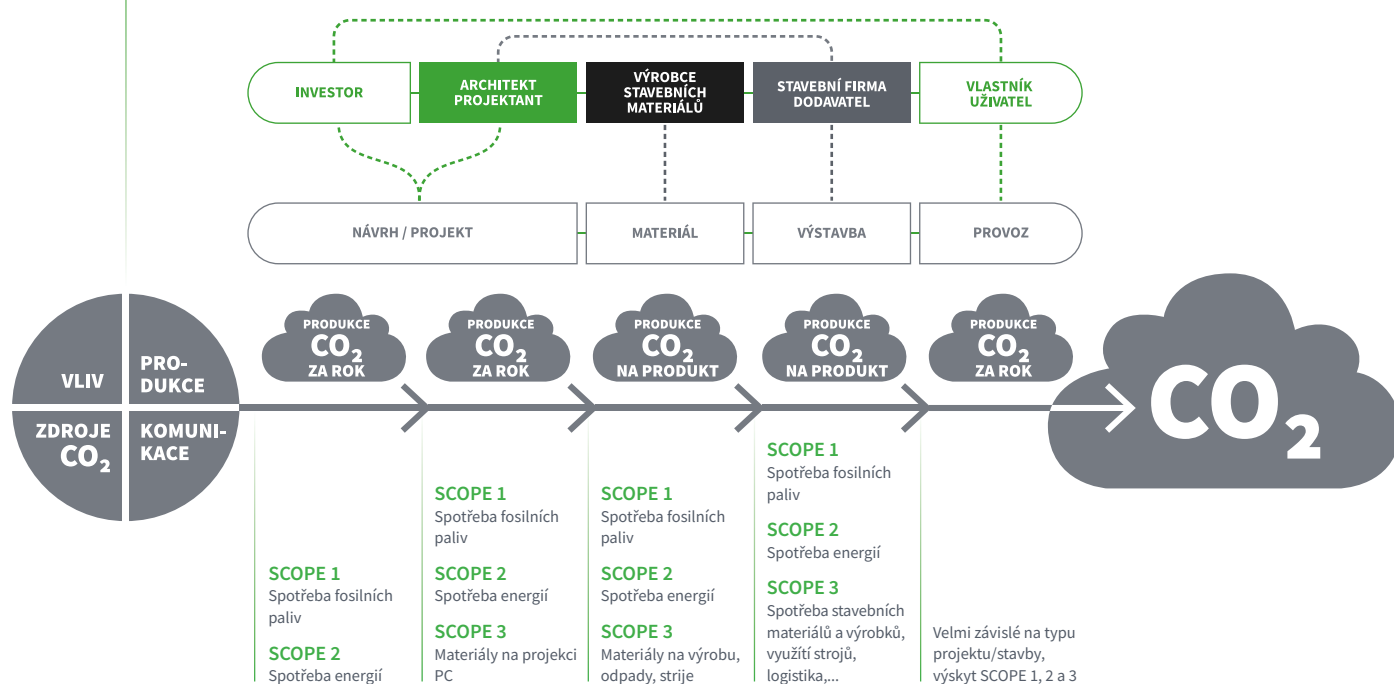 INVESTOR
ARCHITEKT
PROJEKTANT
VÝROBCE
STAVEBNÍCH
MATERIÁLŮ
STAVEBNÍ FIRMA
DODAVATEL
VLASTNÍK
UŽIVATEL
NÁVRH / PROJEKT
MATERIÁL
VÝSTAVBA
PROVOZ
VLIV
PRO-
DUKCE
ZDROJE
CO2
KOMUNI-
KACE
PRODUKCE
CO2
ZA ROK
PRODUKCE
CO2
ZA ROK
PRODUKCE
CO2
NA PRODUKT
PRODUKCE
CO2
NA PRODUKT
PRODUKCE
CO2
ZA ROK
CO2
SCOPE 1
Spotřeba fosilních
paliv
SCOPE 2
Spotřeba energií
SCOPE 1
Spotřeba fosilních
paliv
SCOPE 2
Spotřeba energií
SCOPE 3
Materiály na projekci
PC
SCOPE 1
Spotřeba fosilních
paliv
SCOPE 2
Spotřeba energií
SCOPE 3
Materiály na výrobu,
odpady, strije
SCOPE 1
Spotřeba fosilních
paliv
SCOPE 2
Spotřeba energií
SCOPE 3
Spotřeba stavebních
materiálů a výrobků,
využítí strojů,
logistika,...
Velmi závislé na typu
projektu/stavby,
výskyt SCOPE 1, 2 a 3